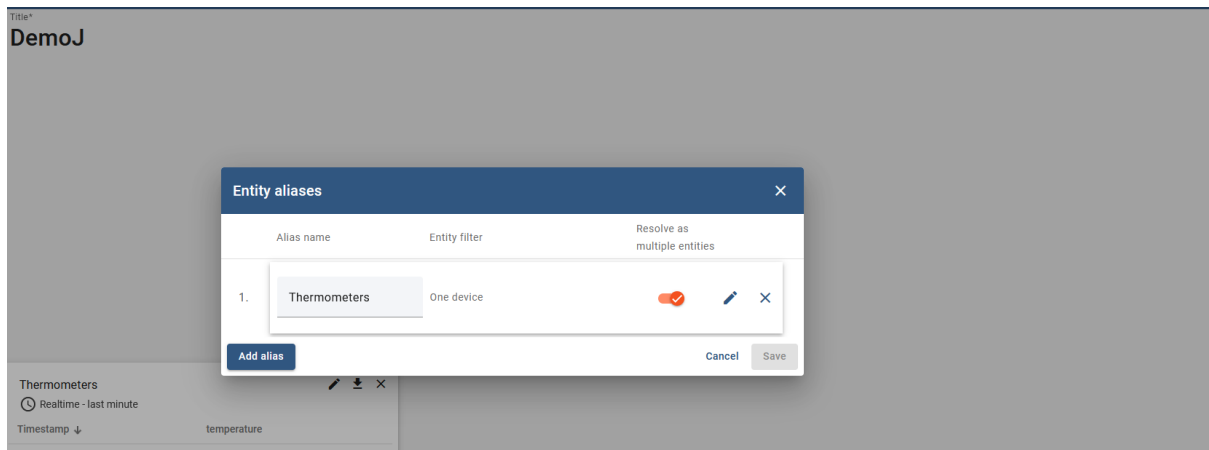 Title*
DemoJ
Entity aliases
Alias name Entity filter Resolve as
multiple entities
1. Thermometers One device
Add alias Cancel Save
Thermometers
Realtime - last minute
Timestamp temperature